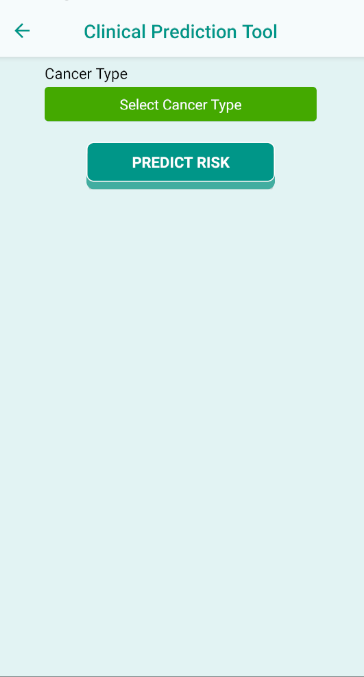 Clinical Prediction Tool
Cancer Type
Select Cancer Type
PREDICT RISK